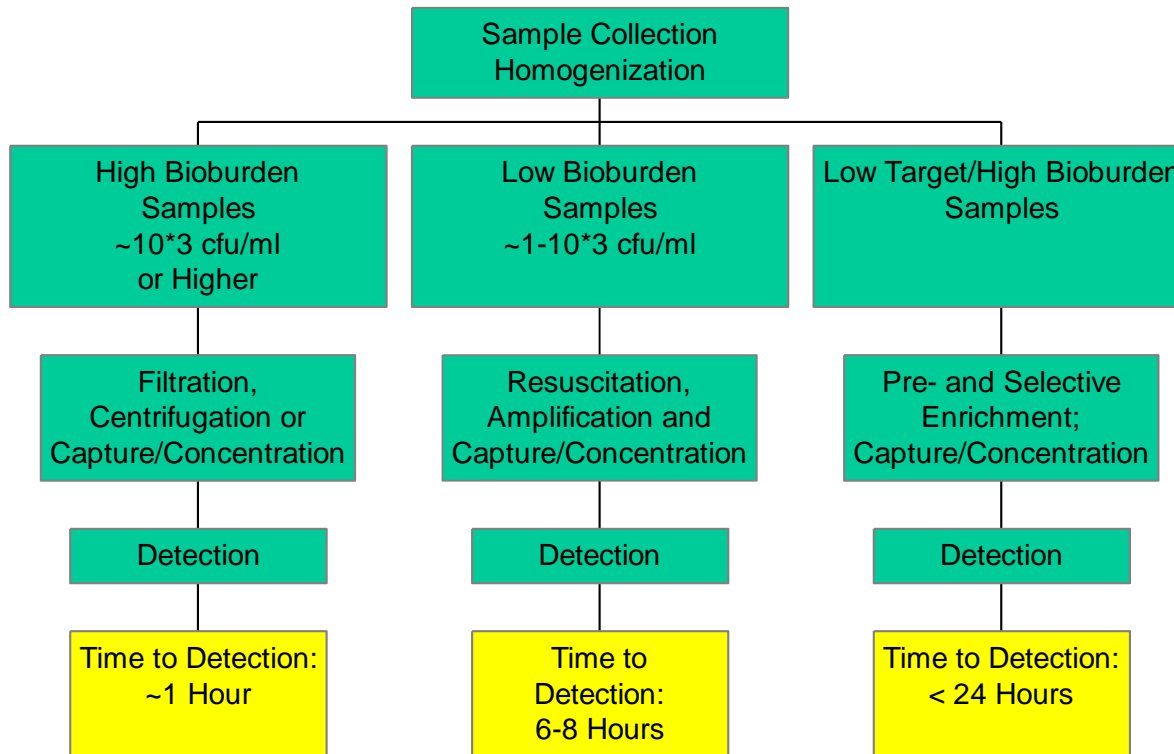 Sample Collection
Homogenization
High Bioburden
Samples
~10*3 cfu/ml
or Higher
Low Bioburden
Samples
~1-10*3 cfu/ml
Low Target/High Bioburden
Samples
Filtration,
Centrifugation or
Capture/Concentration
Resuscitation,
Amplification and
Capture/Concentration
Pre- and Selective
Enrichment;
Capture/Concentration
Detection
Detection
Detection
Time to Detection:
~1 Hour
Time to
Detection:
6-8 Hours
Time to Detection:
< 24 Hours